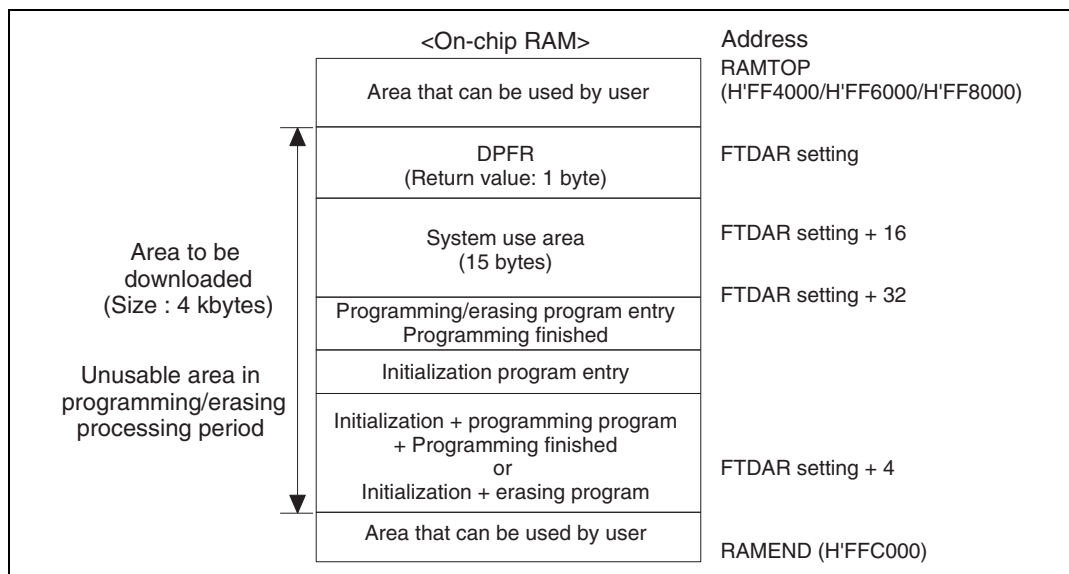 <On-chip RAM>
Address
RAMTOP
(H'FF4000/H'FF6000/H'FF8000)
Area that can be used by user
DPFR
(Return value: 1 byte)
FTDAR setting
System use area
(15 bytes)
FTDAR setting + 16
Area to be
downloaded
(Size : 4 kbytes)
FTDAR setting + 32
Programming/erasing program entry
Programming finished
Initialization program entry
Unusable area in
programming/erasing
processing period
Initialization + programming program
+ Programming finished
or
Initialization + erasing program
FTDAR setting + 4
Area that can be used by user
RAMEND (H'FFC000)